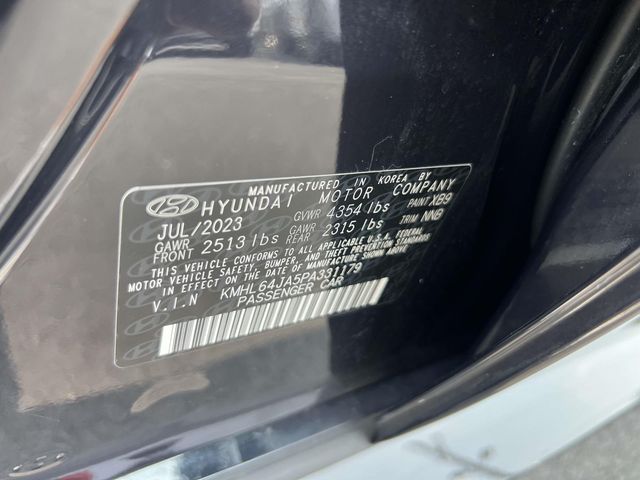 MANUFACTURED IN KOREA BY
HYUNDAI MOTOR COMPANY
JUL/2023 GVWR 4354 lbs PAINT XB9
GAWR FRONT 2513 lbs GAWR REAR 2315 lbs TRIM NNB
THIS VEHICLE CONFORMS TO ALL APPLICABLE U.S.A. FEDERAL
MOTOR VEHICLE SAFETY, BUMPER, AND THEFT PREVENTION STANDARDS
IN EFFECT ON THE DATE OF MANUFACTURE SHOWN ABOVE.
V.I.N KMHL64JA5PA331179
PASSENGER CAR